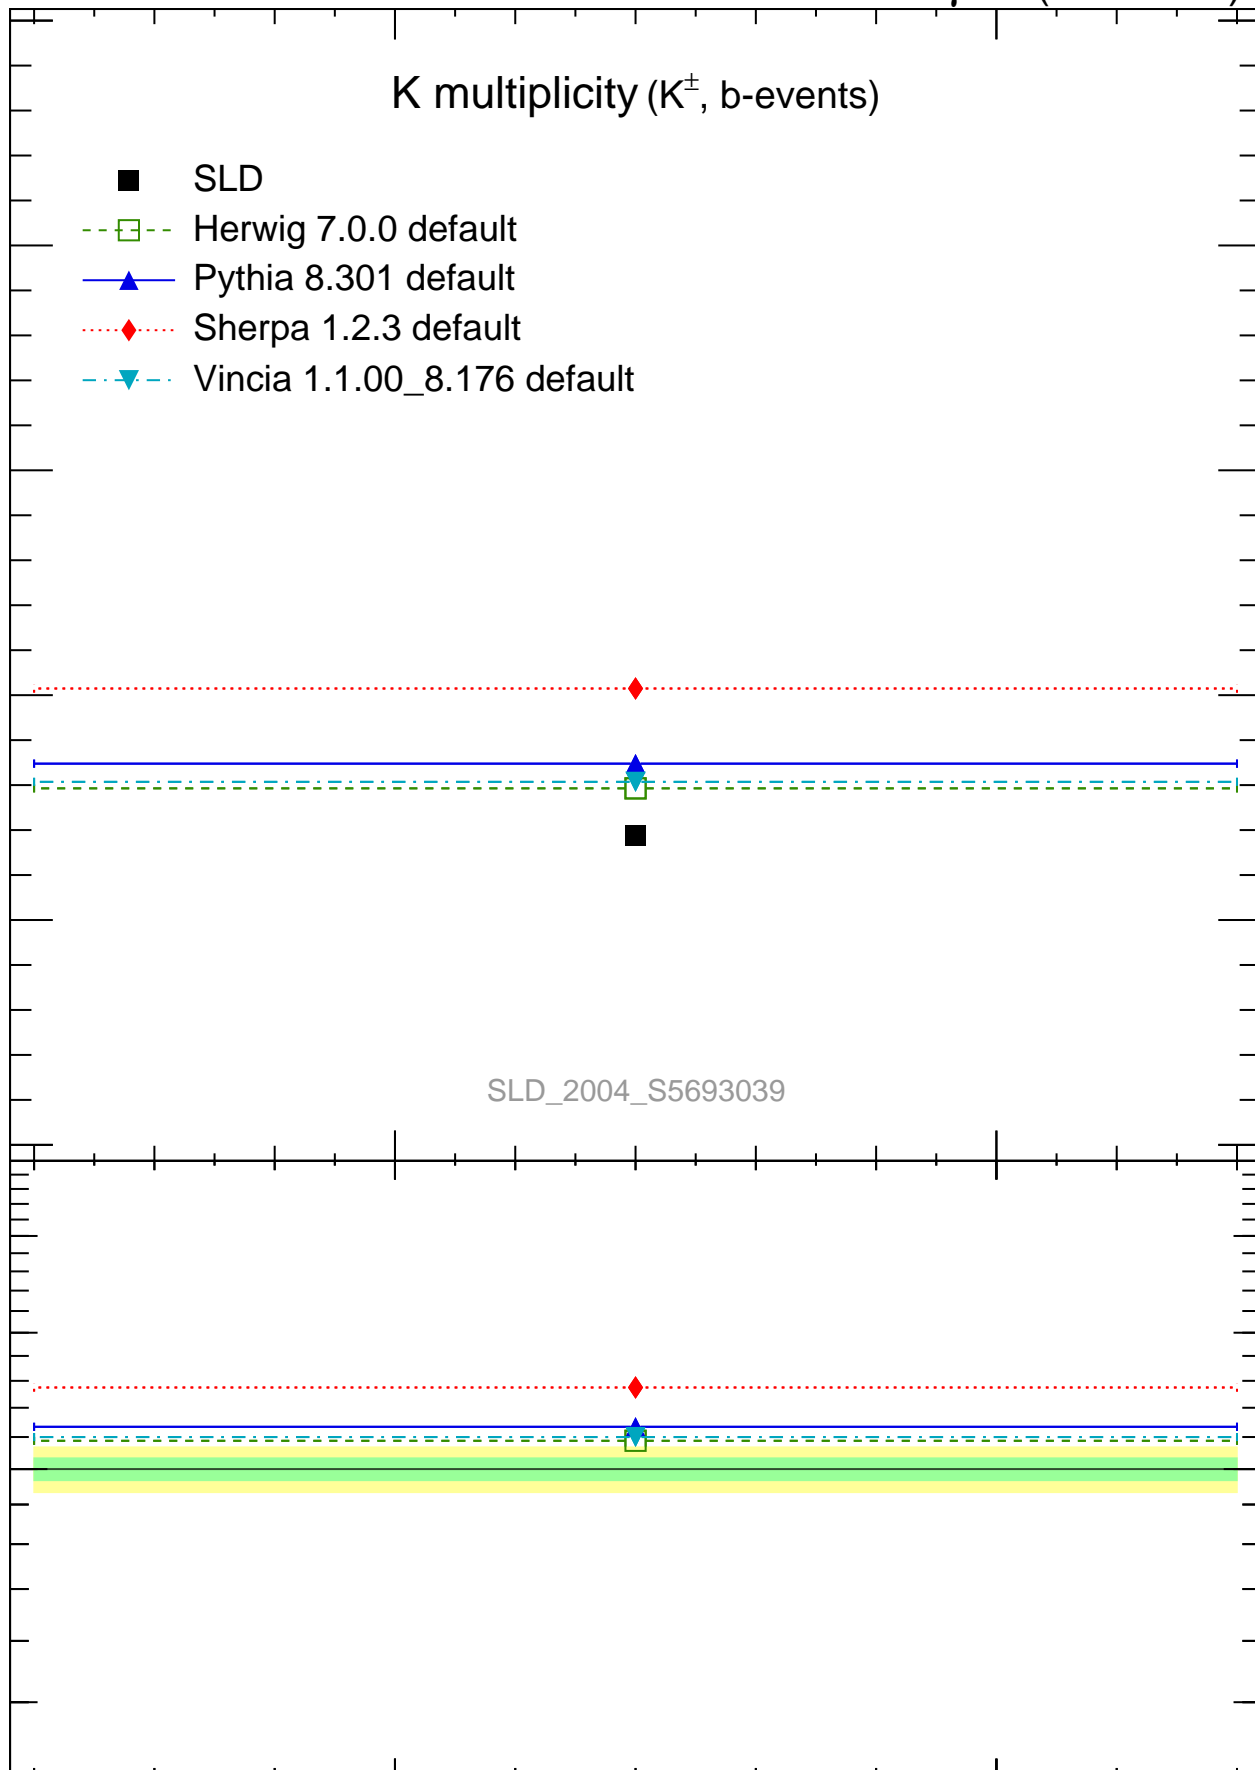 K multiplicity (K±, b-events)
SLD
Herwig 7.0.0 default
Pythia 8.301 default
Sherpa 1.2.3 default
Vincia 1.1.00_8.176 default
SLD_2004_S5693039